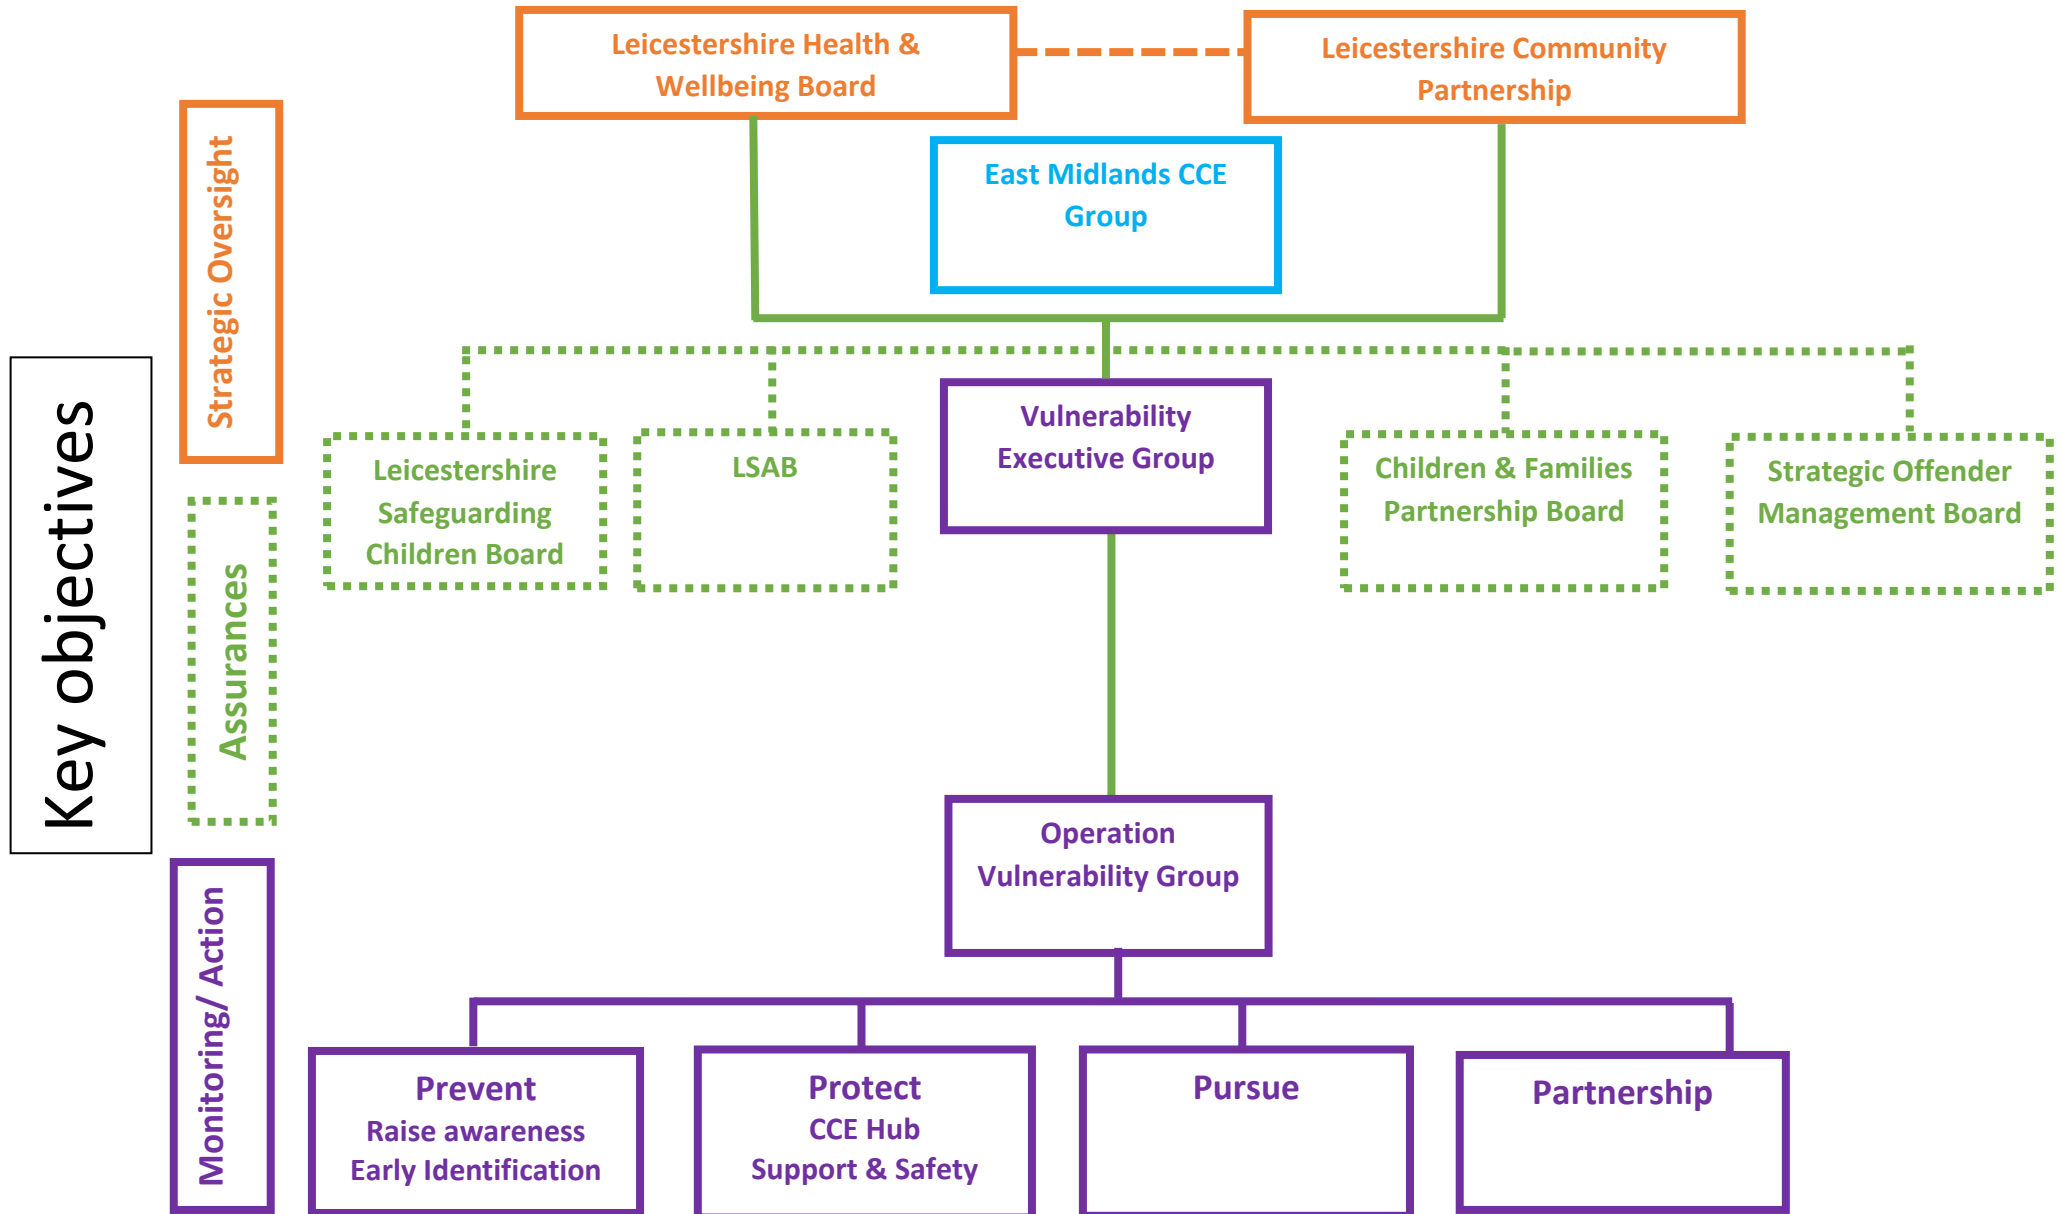 Leicestershire Health &
Wellbeing Board
Leicestershire Community
Partnership
East Midlands CCE
Group
Strategic Oversight
Key objectives
Assurances
Monitoring/ Action
Leicestershire
Safeguarding
Children Board
LSAB
Vulnerability
Executive Group
Children & Families
Partnership Board
Strategic Offender
Management Board
Operation
Vulnerability Group
Prevent
Raise awareness
Early Identification
Protect
CCE Hub
Support & Safety
Pursue
Partnership